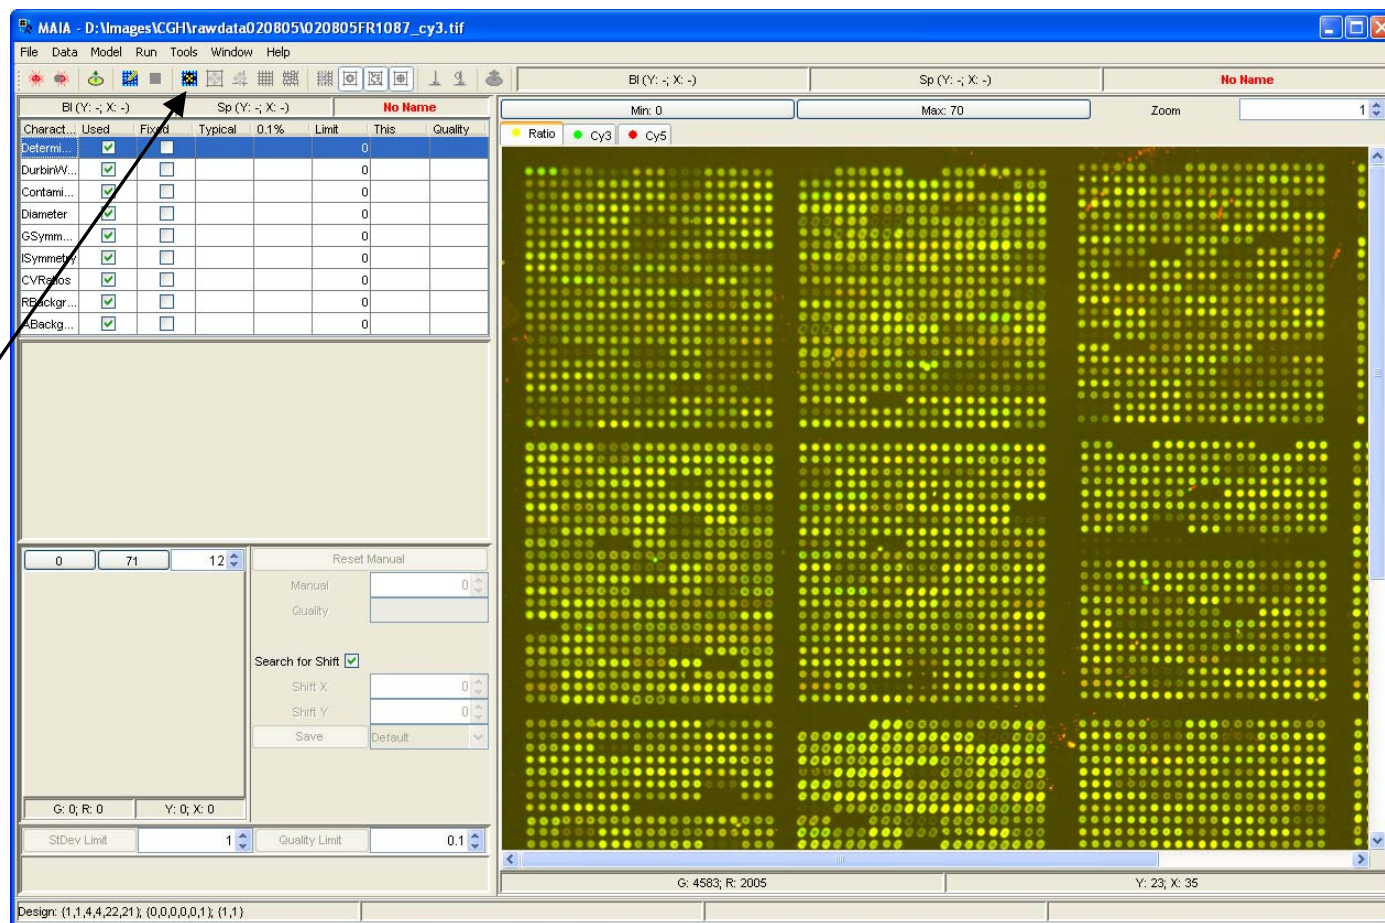 MAIA - D:\Images\CGH\rawdata020805\020805FR1087_cy3.tif
File Data Model Run Tools Window Help
Bl (Y: -; X: -) Sp (Y: -; X: -) No Name
Bl (Y: -; X: -) Sp (Y: -; X: -) No Name
Min: 0 Max: 70 Zoom 1
Charact... Used Fixed Typical 0.1% Limit This Quality
Ratio Cy3 Cy5
Determi... 0
DurbinW... 0
Contami... 0
Diameter 0
GSymm... 0
ISymmetry 0
CVRatios 0
RBackgr... 0
ABackg... 0
0 71 12 Reset Manual
Manual 0
Quality
Search for Shift
Shift X 0
Shift Y 0
Save Default
G: 0; R: 0 Y: 0; X: 0
StDev Limit 1 Quality Limit 0.1
G: 4583; R: 2005 Y: 23; X: 35
Design: {1,1,4,4,22,21}; {0,0,0,0,0,1}; {1,1}